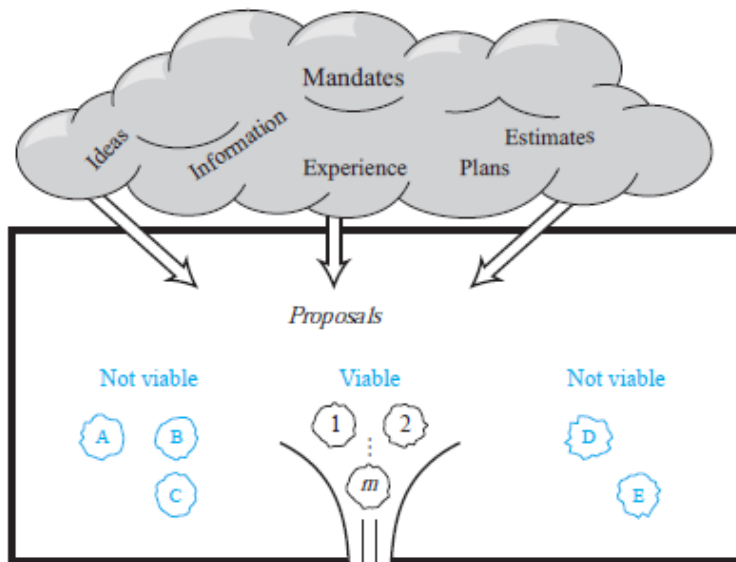 Mandates
Ideas
Information
Estimates
Experience
Plans
Proposals
Not viable
Viable
Not viable
A
B
1
2
D
C
m
E